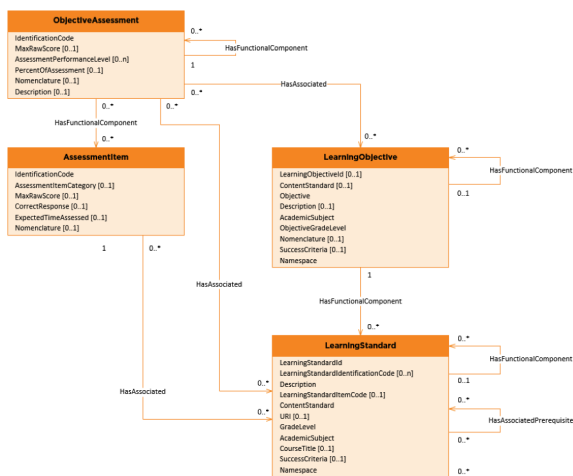 ObjectiveAssessment
IdentificationCode
MaxRawScore [0..1]
AssessmentPerformanceLevel [0..n]
PercentOfAssessment [0..1]
Nomenclature [0..1]
Description [0..1]
0..*
HasFunctionalComponent
1
0..*
HasAssociated
0..*
0..*
0..*
HasFunctionalComponent
0..*
AssessmentItem
IdentificationCode
AssessmentItemCategory [0..1]
MaxRawScore [0..1]
CorrectResponse [0..1]
ExpectedTimeAssessed [0..1]
Nomenclature [0..1]
1
0..*
LearningObjective
LearningObjectiveId [0..1]
ContentStandard [0..1]
Objective
Description [0..1]
AcademicSubject
ObjectiveGradeLevel
Nomenclature [0..1]
SuccessCriteria [0..1]
Namespace
0..*
HasFunctionalComponent
0..1
1
HasAssociated
HasFunctionalComponent
0..*
LearningStandard
LearningStandardId
LearningStandardIdentificationCode [0..n]
Description
LearningStandardItemCode [0..1]
ContentStandard
URI [0..1]
GradeLevel
AcademicSubject
CourseTitle [0..1]
SuccessCriteria [0..1]
Namespace
0..*
HasFunctionalComponent
0..1
0..*
HasAssociatedPrerequisite
0..*
0..*
HasAssociated
0..*
0..*